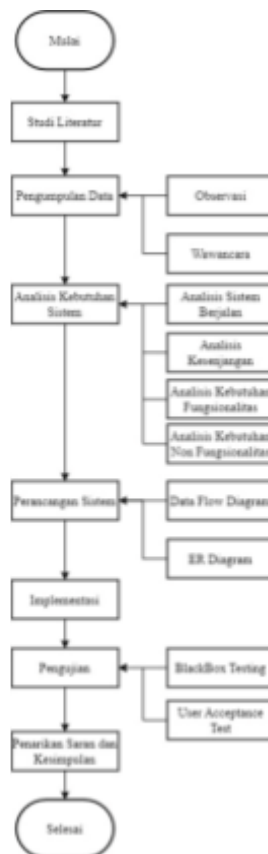 Mulai
Studi Literatur
Pengumpulan Data
Observasi
Wawancara
Analisis Kebutuhan
Sistem
Analisis Sistem
Berjalan
Analisis
Kesenjangan
Analisis Kebutuhan
Fungsionalitas
Analisis Kebutuhan
Non Fungsionalitas
Perancangan Sistem
Data Flow Diagram
ER Diagram
Implementasi
Pengujian
BlackBox Testing
User Acceptance
Test
Penarikan Saran dan
Kesimpulan
Selesai